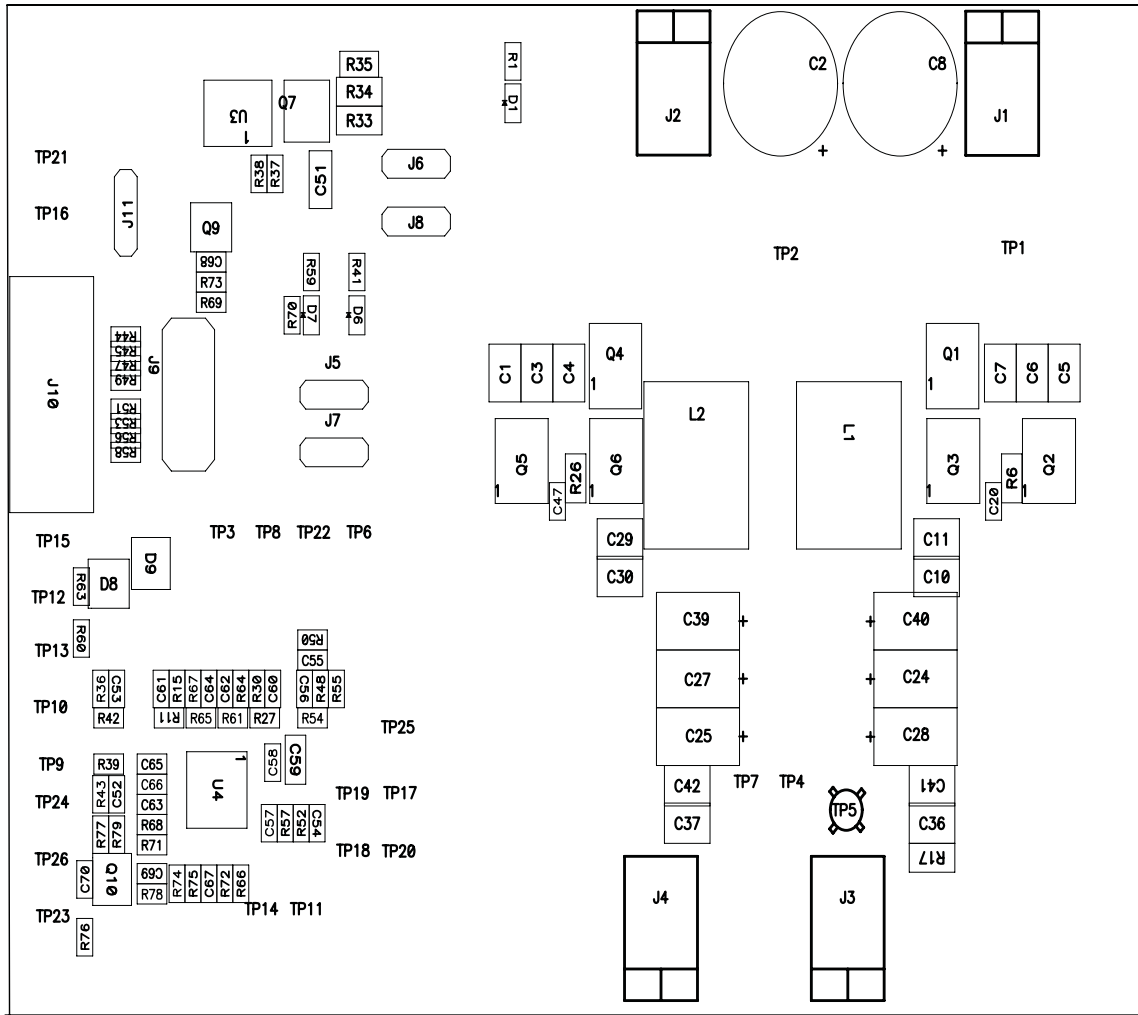 R35
R1
C2
C8
R34
D1
Q7
U3
1
R33
J2
J1
+
+
TP21
R38
R37
C51
J6
TP16
J11
Q9
J8
TP2
TP1
C68
R73
R69
R59
R41
R70
D7
D6
R44
R45
R47
R49
J9
J5
J10
R51
R53
R56
R58
J7
C1
C3
C4
Q4
1
Q1
1
C7
C6
C5
L2
L1
Q5
1
C47
R26
Q6
1
Q3
1
C20
R6
Q2
1
TP3
TP8
TP22
TP6
TP15
D9
C29
C11
R63
D8
C30
C10
TP12
R60
TP13
C39
+
+
C40
R50
C55
R36
C53
C61
R15
R67
C64
C62
R64
R30
C60
C56
R48
R55
C27
+
+
C24
TP10
R42
R11
R65
R61
R27
R54
TP25
C25
+
+
C28
TP9
R39
C65
U4
1
C58
C59
TP24
R43
C52
C66
C63
TP19
TP17
C42
TP7
TP4
C41
R77
R79
R68
R71
C57
R57
R52
C54
C37
TP5
C36
TP18
TP20
TP26
C70
Q10
C69
R78
R74
R75
C67
R72
R66
R17
TP14
TP11
TP23
R76
J4
J3